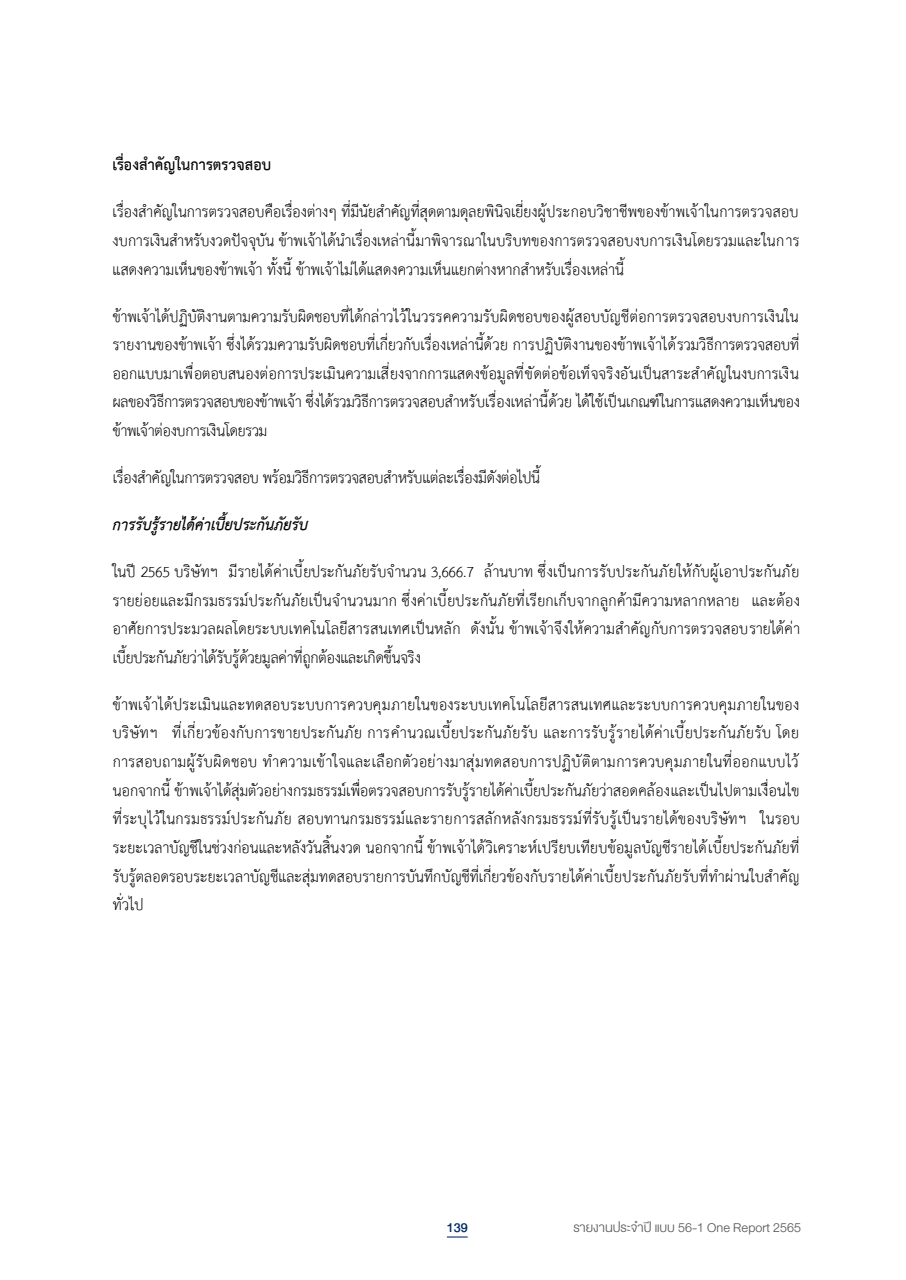 เรื่องสำคัญในการตรวจสอบ
เรื่องสำคัญในการตรวจสอบคือเรื่องต่างๆ ที่มีนัยสำคัญที่สุดตามดุลยพินิจเยี่ยงผู้ประกอบวิชาชีพของข้าพเจ้าในการตรวจสอบ
งบการเงินสำหรับงวดปัจจุบัน ข้าพเจ้าได้นำเรื่องเหล่านี้มาพิจารณาในบริบทของการตรวจสอบงบการเงินโดยรวมและในการ
แสดงความเห็นของข้าพเจ้า ทั้งนี้ ข้าพเจ้าไม่ได้แสดงความเห็นแยกต่างหากสำหรับเรื่องเหล่านี้
ข้าพเจ้าได้ปฏิบัติงานตามความรับผิดชอบที่ได้กล่าวไว้ในวรรคความรับผิดชอบของผู้สอบบัญชีต่อการตรวจสอบงบการเงินใน
รายงานของข้าพเจ้า ซึ่งได้รวมความรับผิดชอบที่เกี่ยวกับเรื่องเหล่านี้ด้วย การปฏิบัติงานของข้าพเจ้าได้รวมวิธีการตรวจสอบที่
ออกแบบมาเพื่อตอบสนองต่อการประเมินความเสี่ยงจากการแสดงข้อมูลที่ขัดต่อข้อเท็จจริงอันเป็นสาระสำคัญในงบการเงิน
ผลของวิธีการตรวจสอบของข้าพเจ้า ซึ่งได้รวมวิธีการตรวจสอบสำหรับเรื่องเหล่านี้ด้วย ได้ใช้เป็นเกณฑ์ในการแสดงความเห็นของ
ข้าพเจ้าต่องบการเงินโดยรวม
เรื่องสำคัญในการตรวจสอบ พร้อมวิธีการตรวจสอบสำหรับแต่ละเรื่องมีดังต่อไปนี้
การรับรู้รายได้ค่าเบี้ยประกันภัยรับ
ในปี 2565 บริษัทฯ มีรายได้ค่าเบี้ยประกันภัยรับจำนวน 3,666.7 ล้านบาท ซึ่งเป็นการรับประกันภัยให้กับผู้เอาประกันภัย
รายย่อยและมีกรมธรรม์ประกันภัยเป็นจำนวนมาก ซึ่งค่าเบี้ยประกันภัยที่เรียกเก็บจากลูกค้ามีความหลากหลาย และต้อง
อาศัยการประมวลผลโดยระบบเทคโนโลยีสารสนเทศเป็นหลัก ดังนั้น ข้าพเจ้าจึงให้ความสำคัญกับการตรวจสอบรายได้ค่า
เบี้ยประกันภัยว่าได้รับรู้ด้วยมูลค่าที่ถูกต้องและเกิดขึ้นจริง
ข้าพเจ้าได้ประเมินและทดสอบระบบการควบคุมภายในของระบบเทคโนโลยีสารสนเทศและระบบการควบคุมภายในของ
บริษัทฯ ที่เกี่ยวข้องกับการขายประกันภัย การคำนวณเบี้ยประกันภัยรับ และการรับรู้รายได้ค่าเบี้ยประกันภัยรับ โดย
การสอบถามผู้รับผิดชอบ ทำความเข้าใจและเลือกตัวอย่างมาสุ่มทดสอบการปฏิบัติตามการควบคุมภายในที่ออกแบบไว้
นอกจากนี้ ข้าพเจ้าได้สุ่มตัวอย่างกรมธรรม์เพื่อตรวจสอบการรับรู้รายได้ค่าเบี้ยประกันภัยว่าสอดคล้องและเป็นไปตามเงื่อนไข
ที่ระบุไว้ในกรมธรรม์ประกันภัย สอบทานกรมธรรม์และรายการสลักหลังกรมธรรม์ที่รับรู้เป็นรายได้ของบริษัทฯ ในรอบ
ระยะเวลาบัญชีในช่วงก่อนและหลังวันสิ้นงวด นอกจากนี้ ข้าพเจ้าได้วิเคราะห์เปรียบเทียบข้อมูลบัญชีรายได้เบี้ยประกันภัยที่
รับรู้ตลอดรอบระยะเวลาบัญชีและสุ่มทดสอบรายการบันทึกบัญชีที่เกี่ยวข้องกับรายได้ค่าเบี้ยประกันภัยรับที่ทำผ่านใบสำคัญ
ทั่วไป
139 รายงานประจำปี แบบ 56-1 One Report 2565